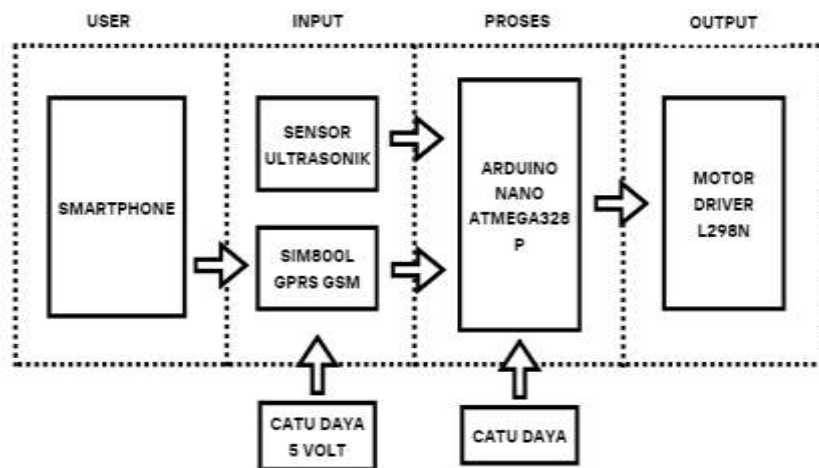 USER
INPUT
PROSES
OUTPUT
SMARTPHONE
SENSOR
ULTRASONIK
SIM800L
GPRS GSM
ARDUINO
NANO
ATMEGA328
P
MOTOR
DRIVER
L298N
CATU DAYA
5 VOLT
CATU DAYA